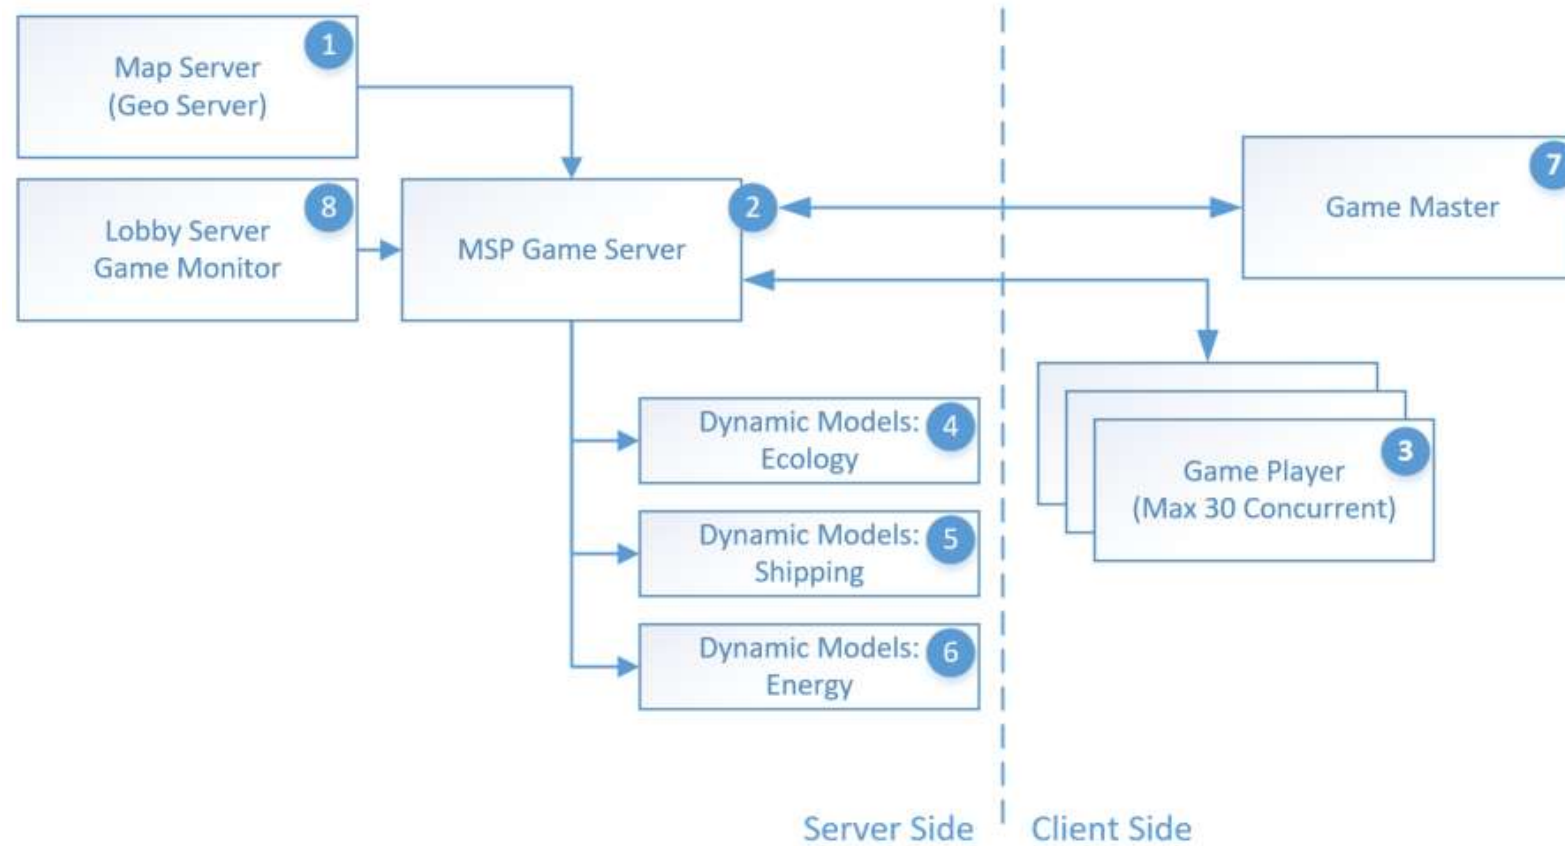 1
Map Server
(Geo Server)
8
Lobby Server
Game Monitor
2
MSP Game Server
7
Game Master
4
Dynamic Models:
Ecology
3
Game Player
(Max 30 Concurrent)
5
Dynamic Models:
Shipping
6
Dynamic Models:
Energy
Server Side
Client Side